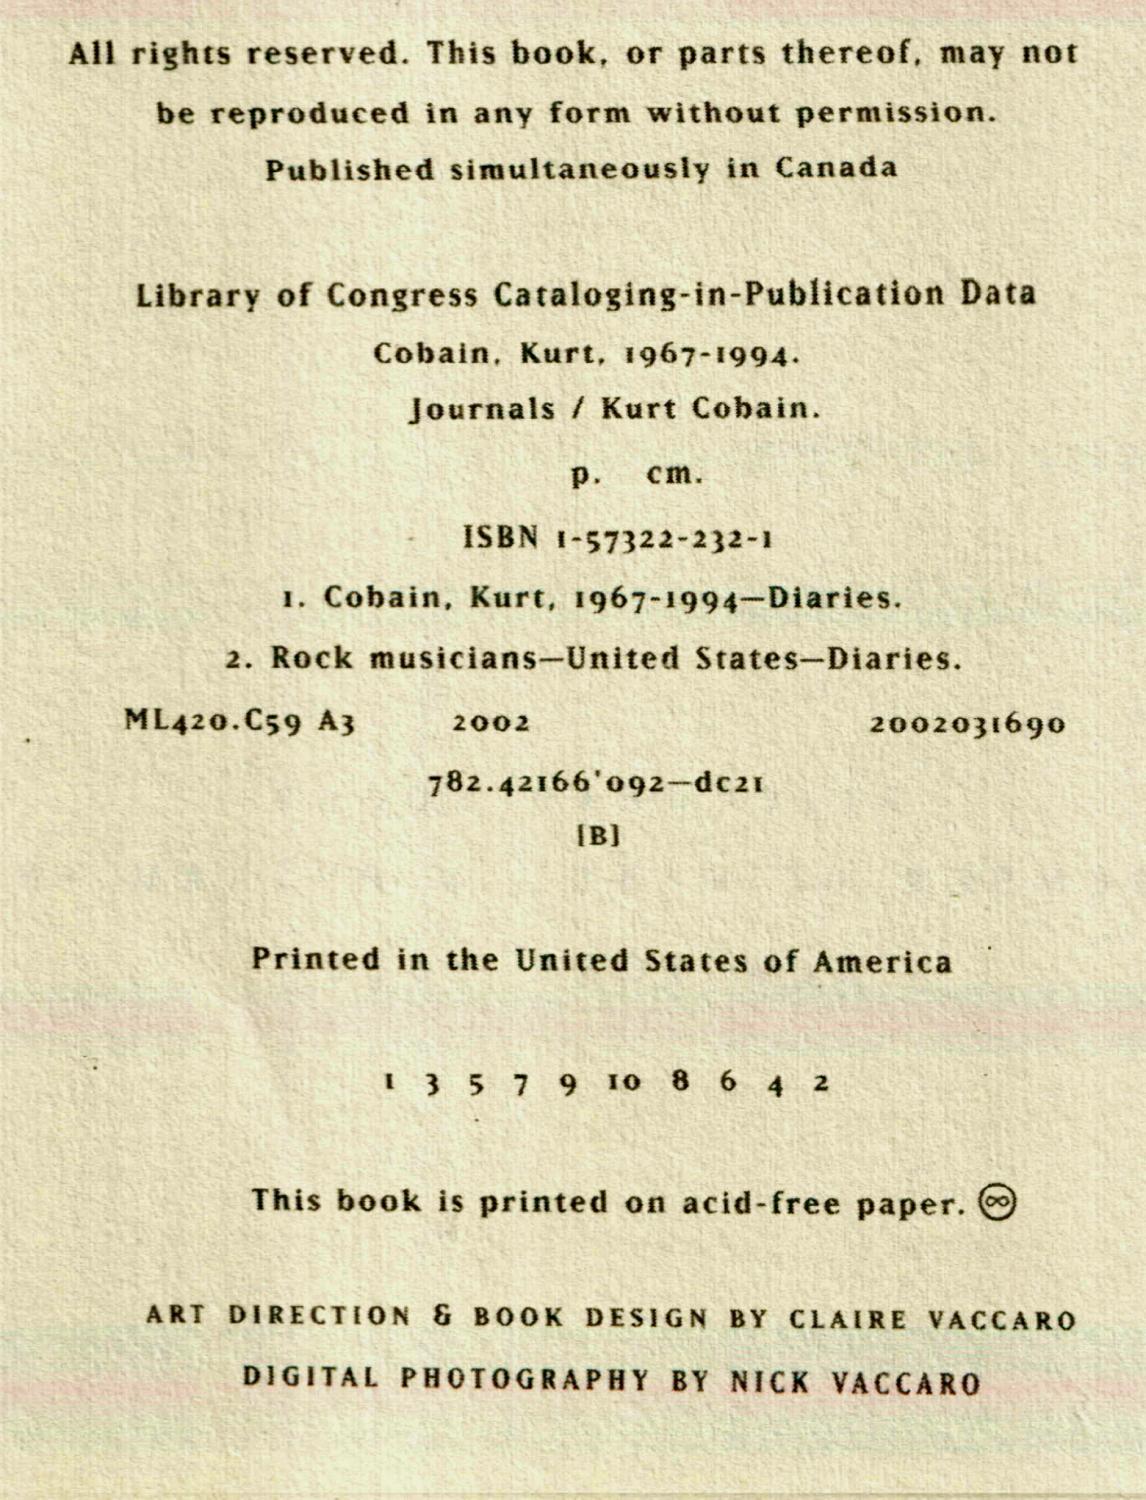 All rights reserved. This book, or parts thereof, may not
be reproduced in any form without permission.
Published simultaneously in Canada
Library of Congress Cataloging-in-Publication Data
Cobain, Kurt, 1967-1994.
Journals / Kurt Cobain.
p. cm.
ISBN 1-57322-232-1
1. Cobain, Kurt, 1967-1994—Diaries.
2. Rock musicians—United States—Diaries.
ML420.C59 A3 2002 2002031690
782.42166'092—dc21
[B]
Printed in the United States of America
1 3 5 7 9 10 8 6 4 2
This book is printed on acid-free paper. ♾
ART DIRECTION & BOOK DESIGN BY CLAIRE VACCARO
DIGITAL PHOTOGRAPHY BY NICK VACCARO